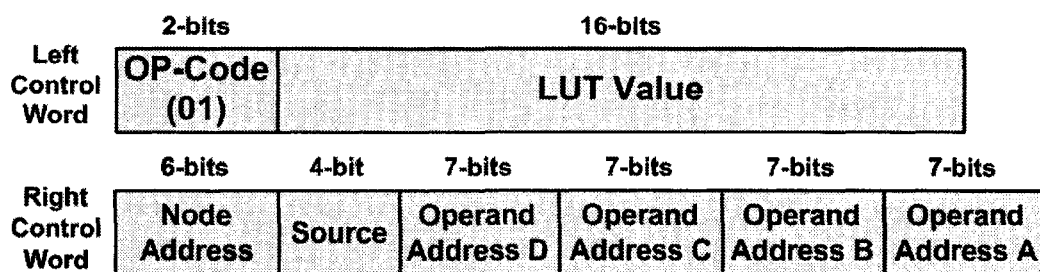 2-bits 16-bits
Left Control Word
OP-Code (01)
LUT Value
6-bits 4-bit 7-bits 7-bits 7-bits 7-bits
Right Control Word
Node Address
Source
Operand Address D
Operand Address C
Operand Address B
Operand Address A